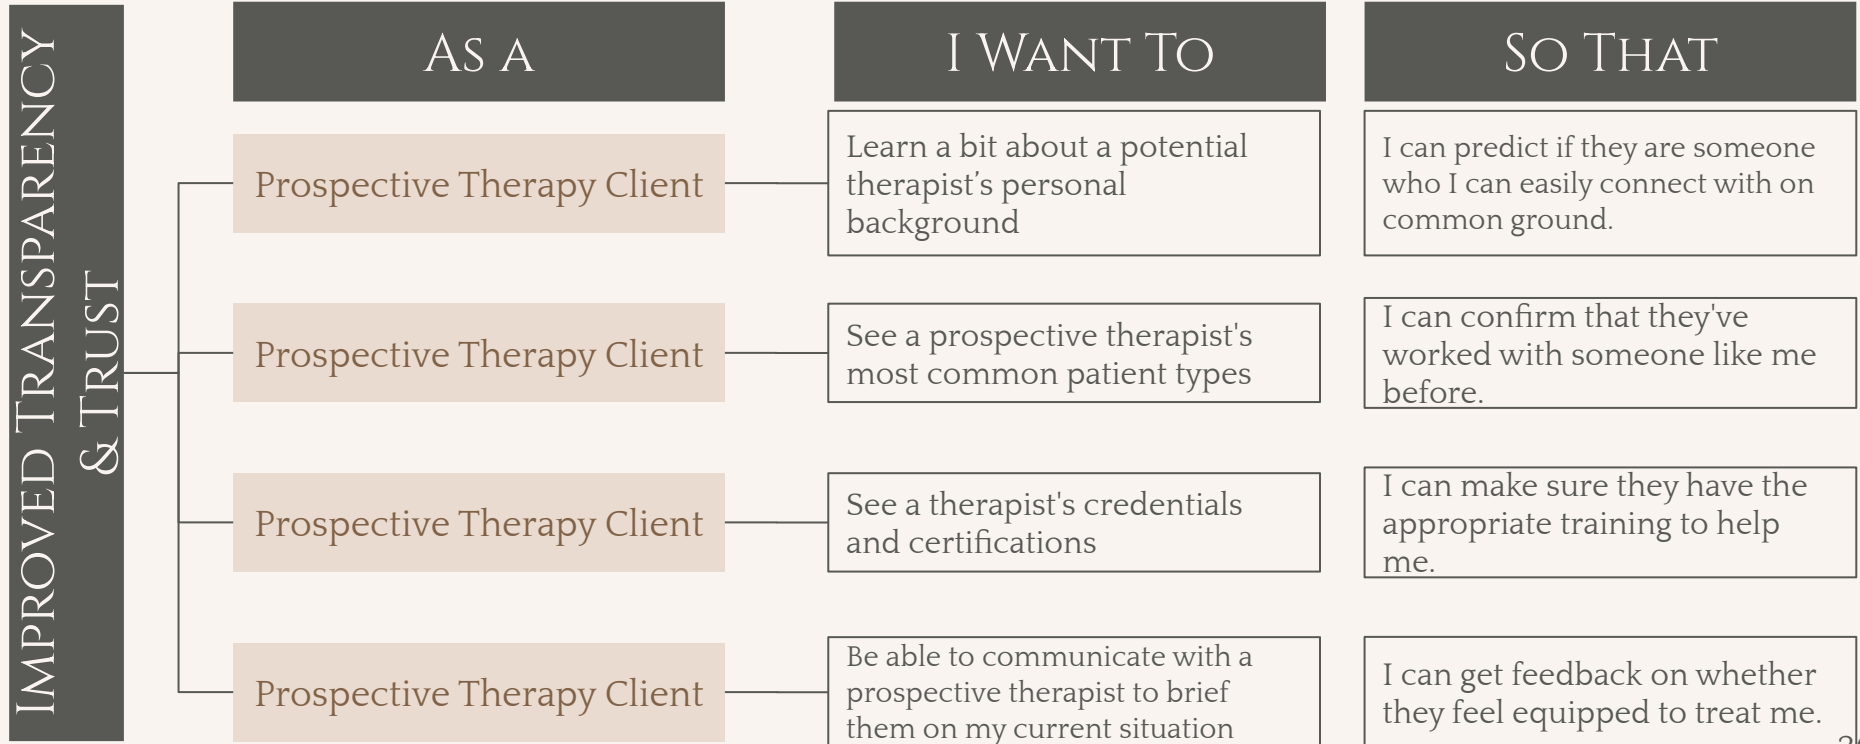 IMPROVED TRANSPARENCY
& TRUST
AS A
I WANT TO
SO THAT
Prospective Therapy Client
Learn a bit about a potential
therapist’s personal
background
I can predict if they are someone
who I can easily connect with on
common ground.
Prospective Therapy Client
See a prospective therapist's
most common patient types
I can confirm that they've
worked with someone like me
before.
Prospective Therapy Client
See a therapist's credentials
and certifications
I can make sure they have the
appropriate training to help
me.
Prospective Therapy Client
Be able to communicate with a
prospective therapist to brief
them on my current situation
I can get feedback on whether
they feel equipped to treat me.